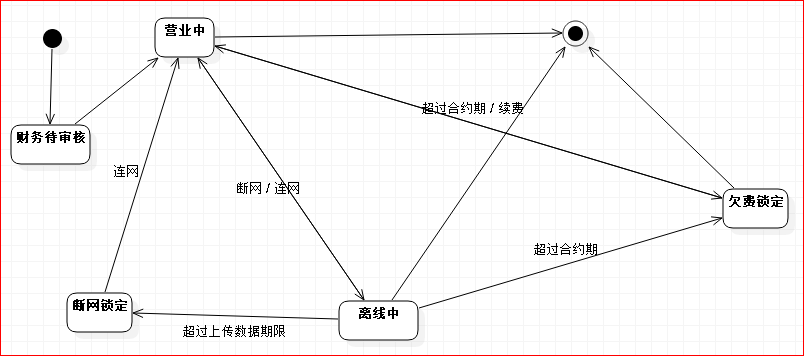 营业中
超过合约期 / 续费
财务待审核
连网
断网 / 连网
欠费锁定
超过合约期
断网锁定
离线中
超过上传数据期限